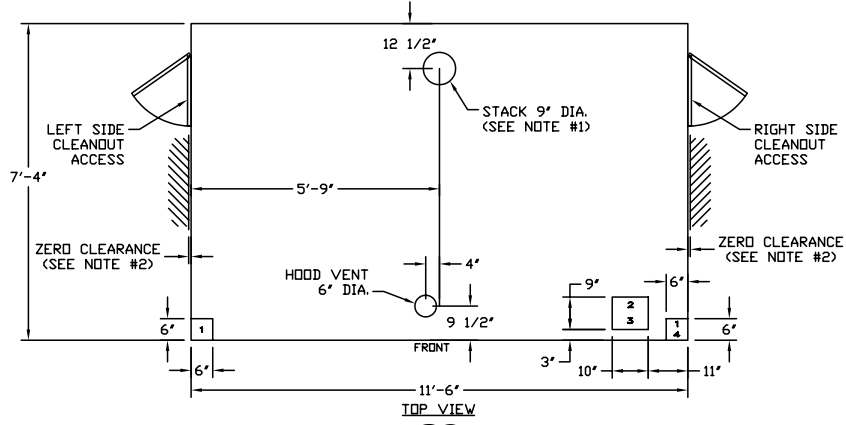 12 1/2"
STACK 9" DIA.
(SEE NOTE #1)
LEFT SIDE
CLEANOUT
ACCESS
RIGHT SIDE
CLEANOUT
ACCESS
7'-4"
5'-9"
ZERO CLEARANCE
(SEE NOTE #2)
ZERO CLEARANCE
(SEE NOTE #2)
HOOD VENT
6" DIA.
4"
9"
6"
9 1/2"
2
3
6"
1
1
4
6"
FRONT
3"
6"
10"
11"
11'-6"
TOP VIEW